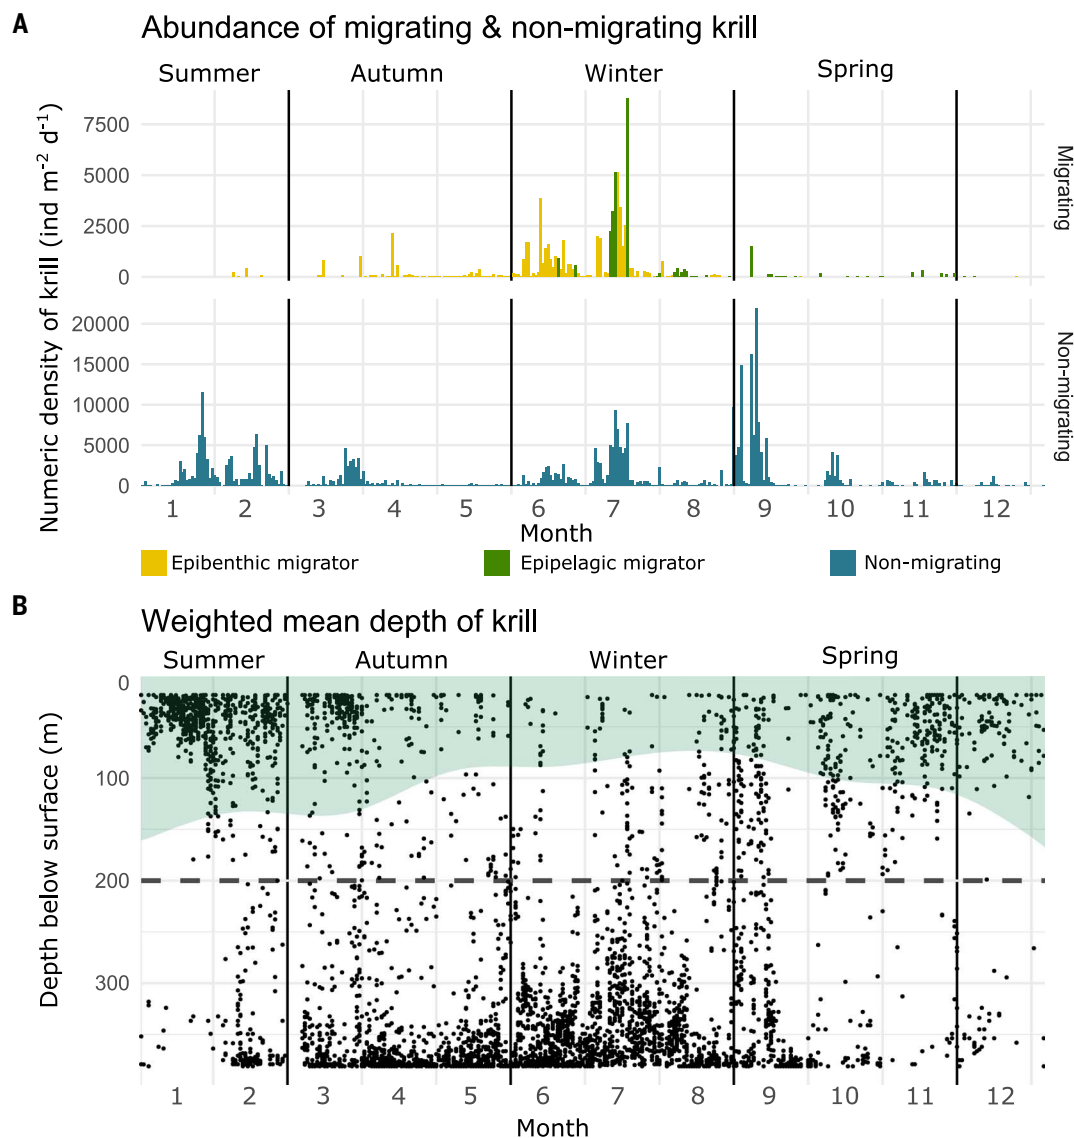 A
Abundance of migrating & non-migrating krill
Summer Autumn Winter Spring
Numeric density of krill (ind m⁻² d⁻¹)
7500
5000
2500
0
Migrating
20000
15000
10000
5000
0
Non-migrating
1 2 3 4 5 6 7 8 9 10 11 12
Month
Epibenthic migrator Epipelagic migrator Non-migrating
B
Weighted mean depth of krill
Summer Autumn Winter Spring
Depth below surface (m)
0
100
200
300
1 2 3 4 5 6 7 8 9 10 11 12
Month